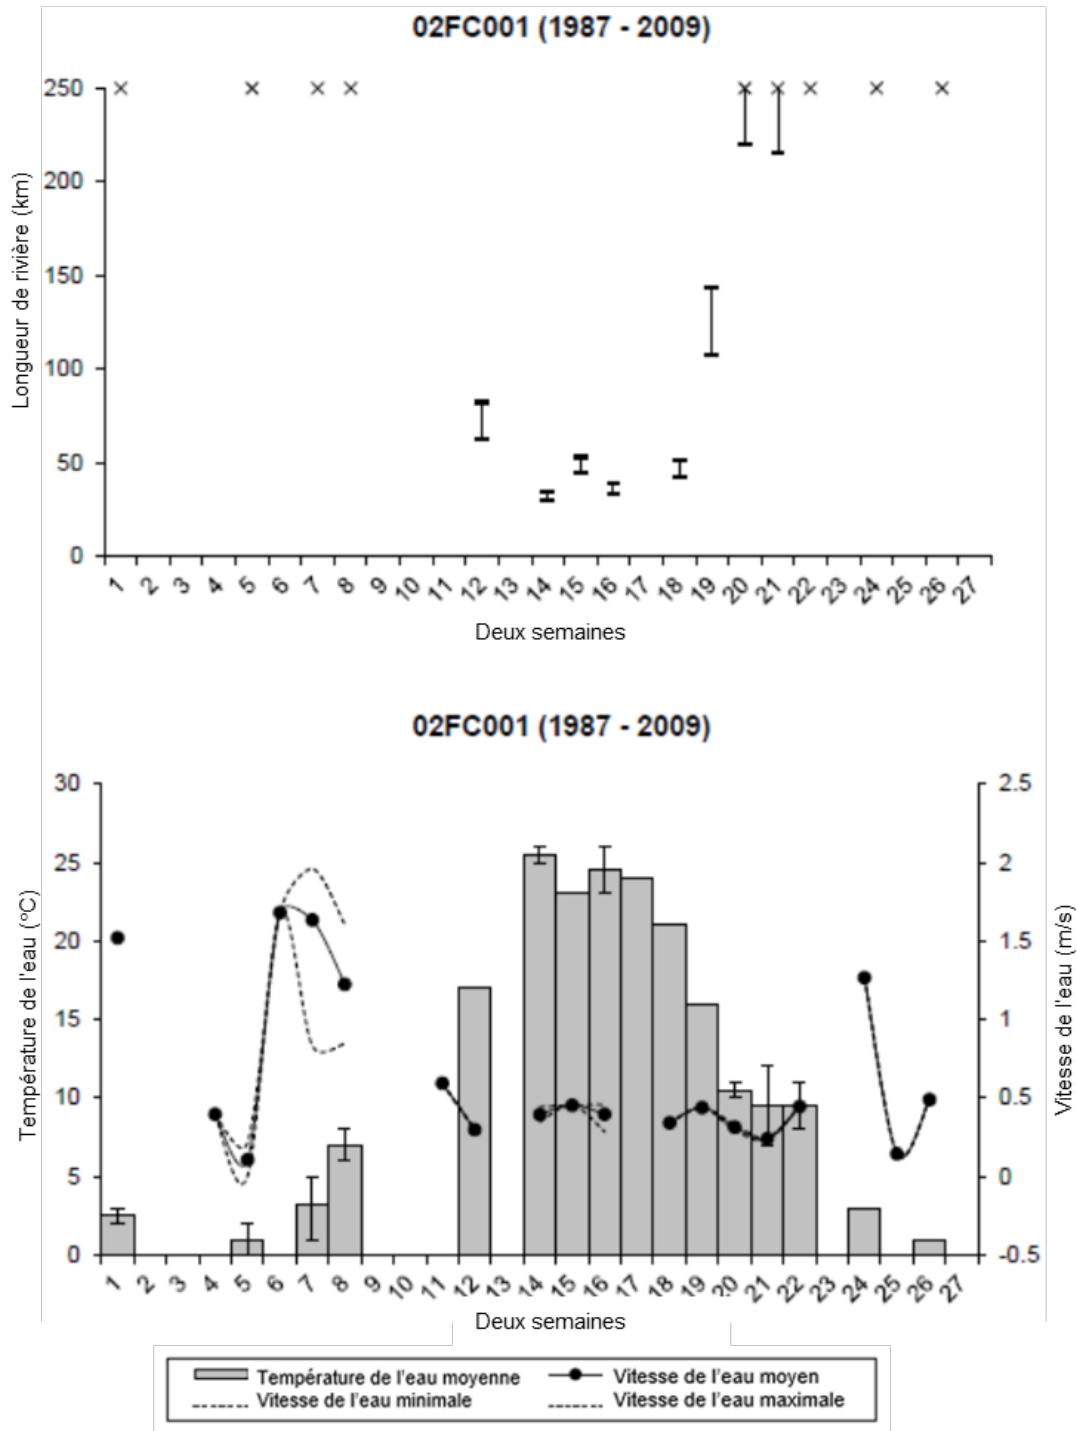 02FC001 (1987 - 2009)
Longueur de rivière (km)
250
200
150
100
50
0
1 2 3 4 5 6 7 8 9 10 11 12 13 14 15 16 17 18 19 20 21 22 23 24 25 26 27
Deux semaines
02FC001 (1987 - 2009)
Température de l'eau (°C)
30
25
20
15
10
5
0
2.5
2
1.5
1
0.5
0
-0.5
Vitesse de l'eau (m/s)
1 2 3 4 5 6 7 8 9 10 11 12 13 14 15 16 17 18 19 20 21 22 23 24 25 26 27
Deux semaines
Température de l'eau moyenne
Vitesse de l'eau moyen
Vitesse de l'eau minimale
Vitesse de l'eau maximale